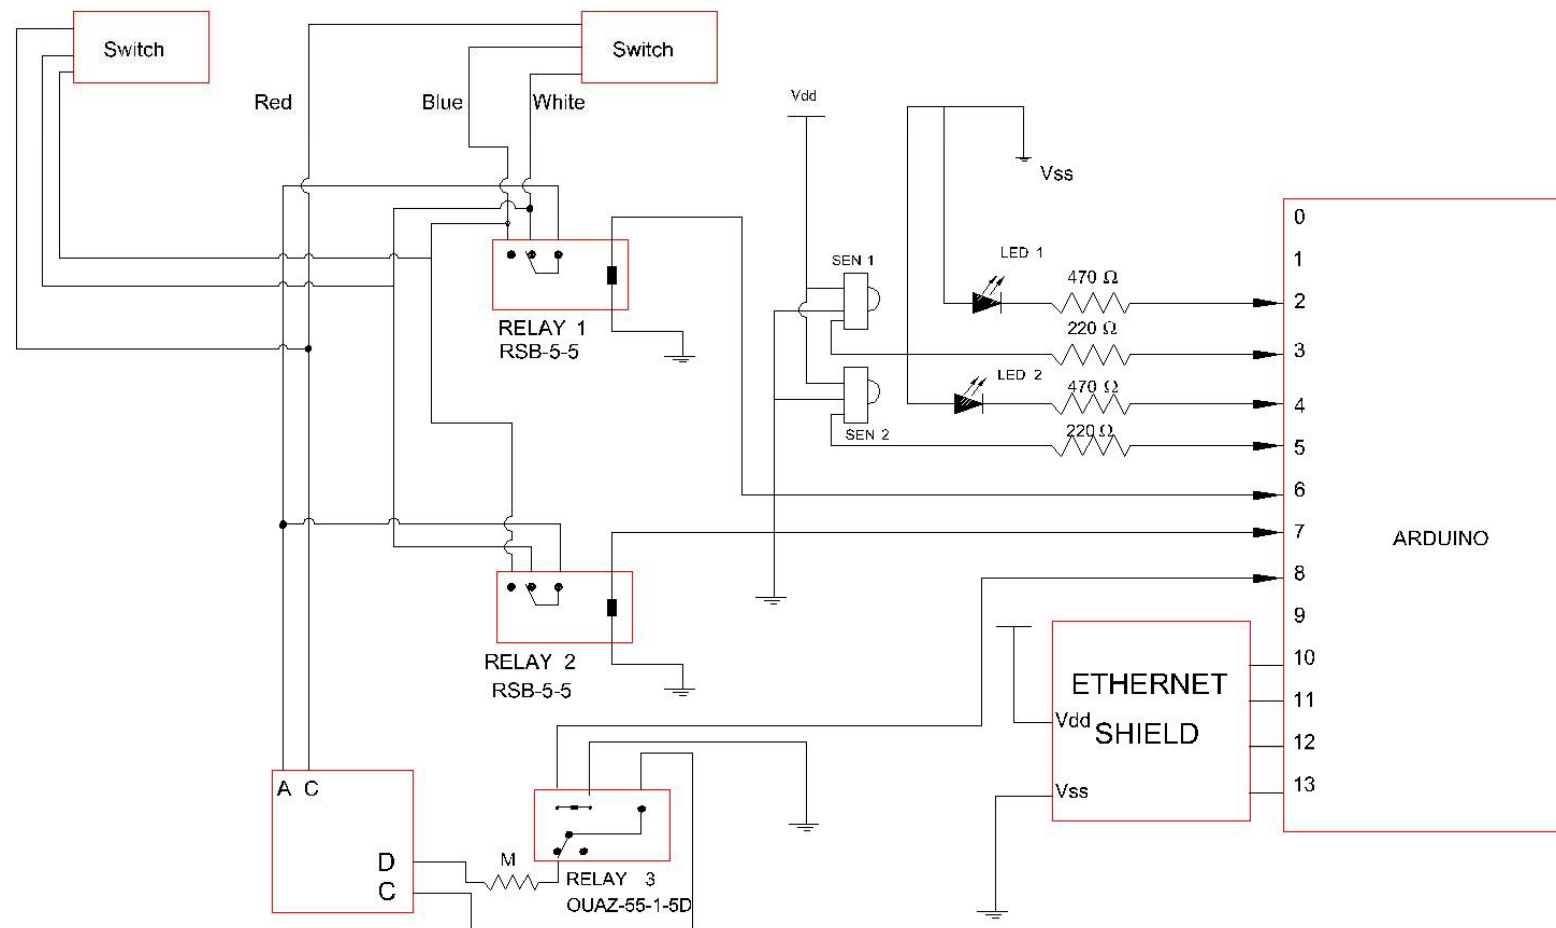 Switch
Switch
Red
Blue
White
Vdd
Vss
0
1
2
3
4
5
6
7
8
9
10
11
12
13
ARDUINO
SEN 1
LED 1
470 Ω
220 Ω
SEN 2
LED 2
470 Ω
220 Ω
RELAY 1
RSB-5-5
RELAY 2
RSB-5-5
ETHERNET
SHIELD
Vdd
Vss
A C
D
C
M
RELAY 3
OUAZ-55-1-5D